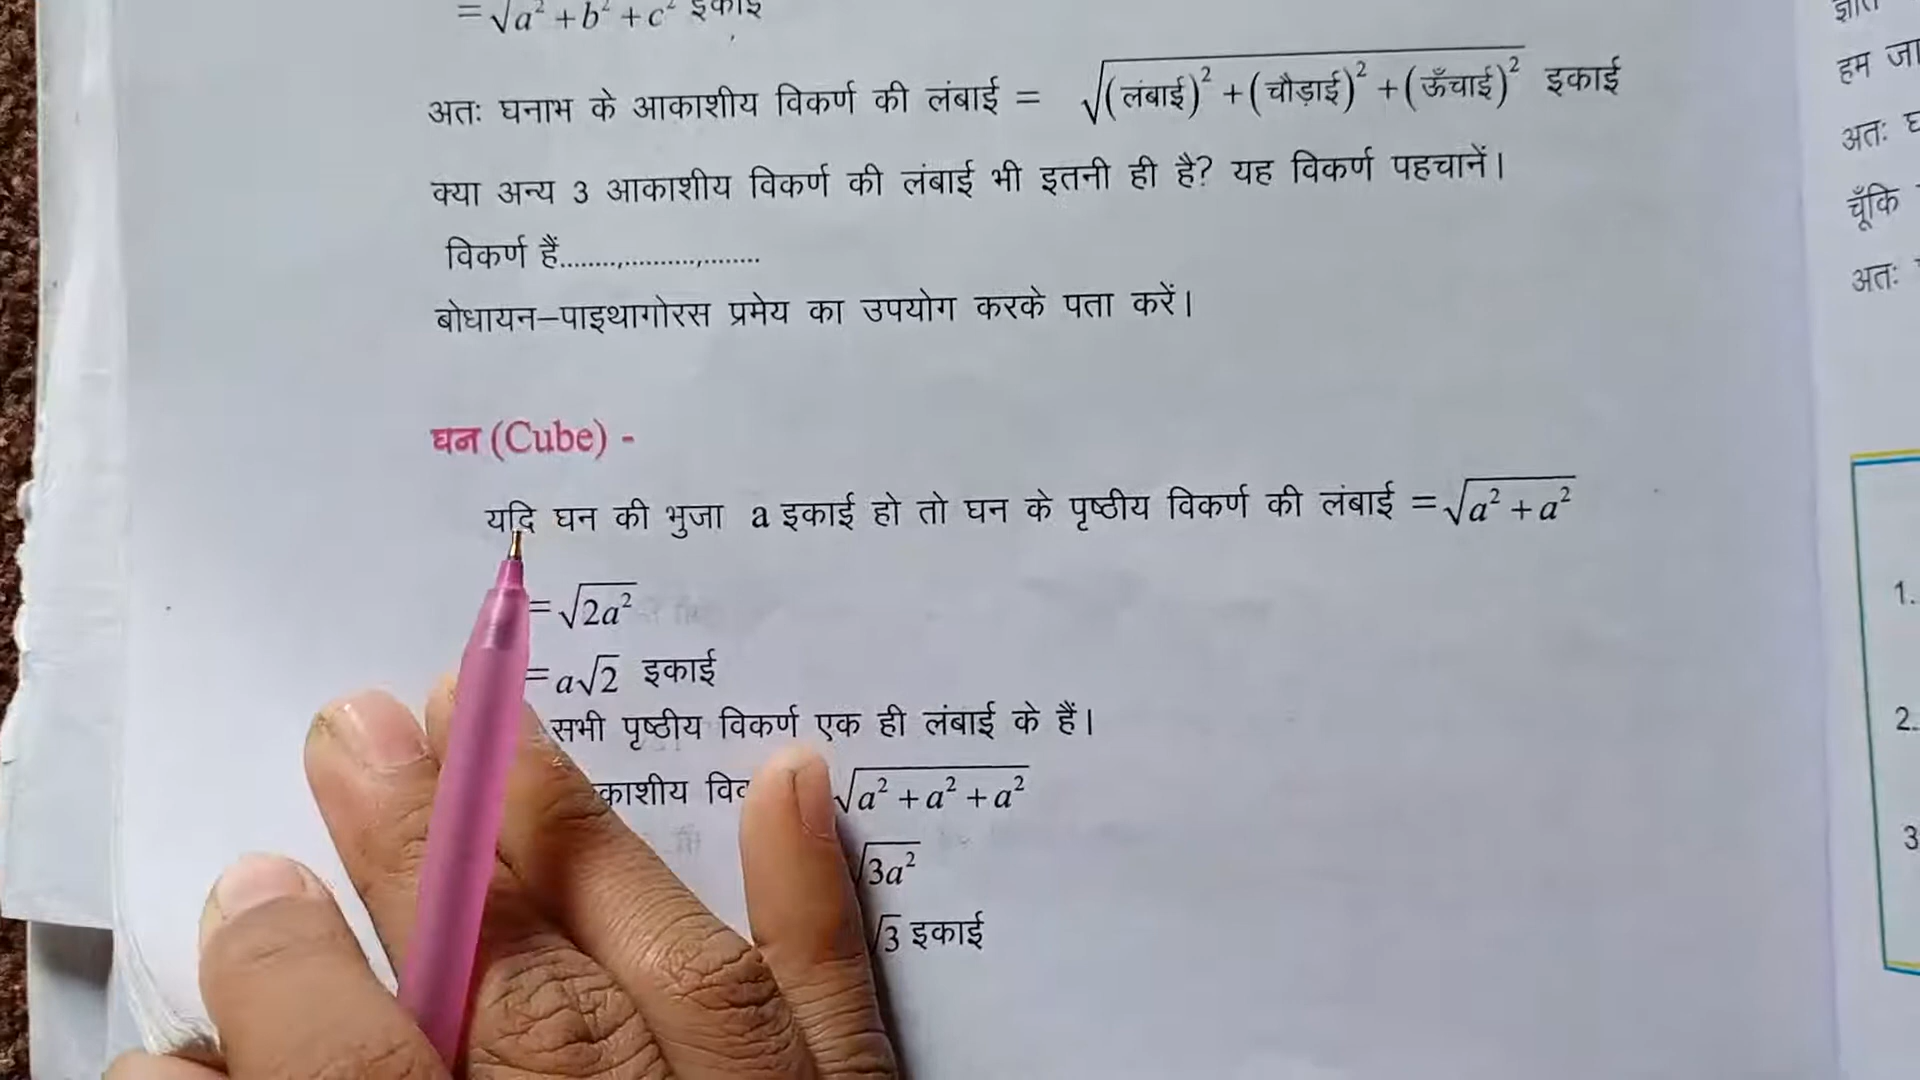 = √a² + b² + c² इकाई
अतः घनाभ के आकाशीय विकर्ण की लंबाई = √(लंबाई)² + (चौड़ाई)² + (ऊँचाई)² इकाई
क्या अन्य 3 आकाशीय विकर्ण की लंबाई भी इतनी ही है? यह विकर्ण पहचानें।
विकर्ण हैं........,..........,........
बोधायन–पाइथागोरस प्रमेय का उपयोग करके पता करें।
घन (Cube) -
यदि घन की भुजा a इकाई हो तो घन के पृष्ठीय विकर्ण की लंबाई = √a² + a²
= √2a²
= a√2 इकाई
सभी पृष्ठीय विकर्ण एक ही लंबाई के हैं।
√a² + a² + a²
√3a²
√3 इकाई
हम
अतः
चूँकि
अतः
1.
2.
3